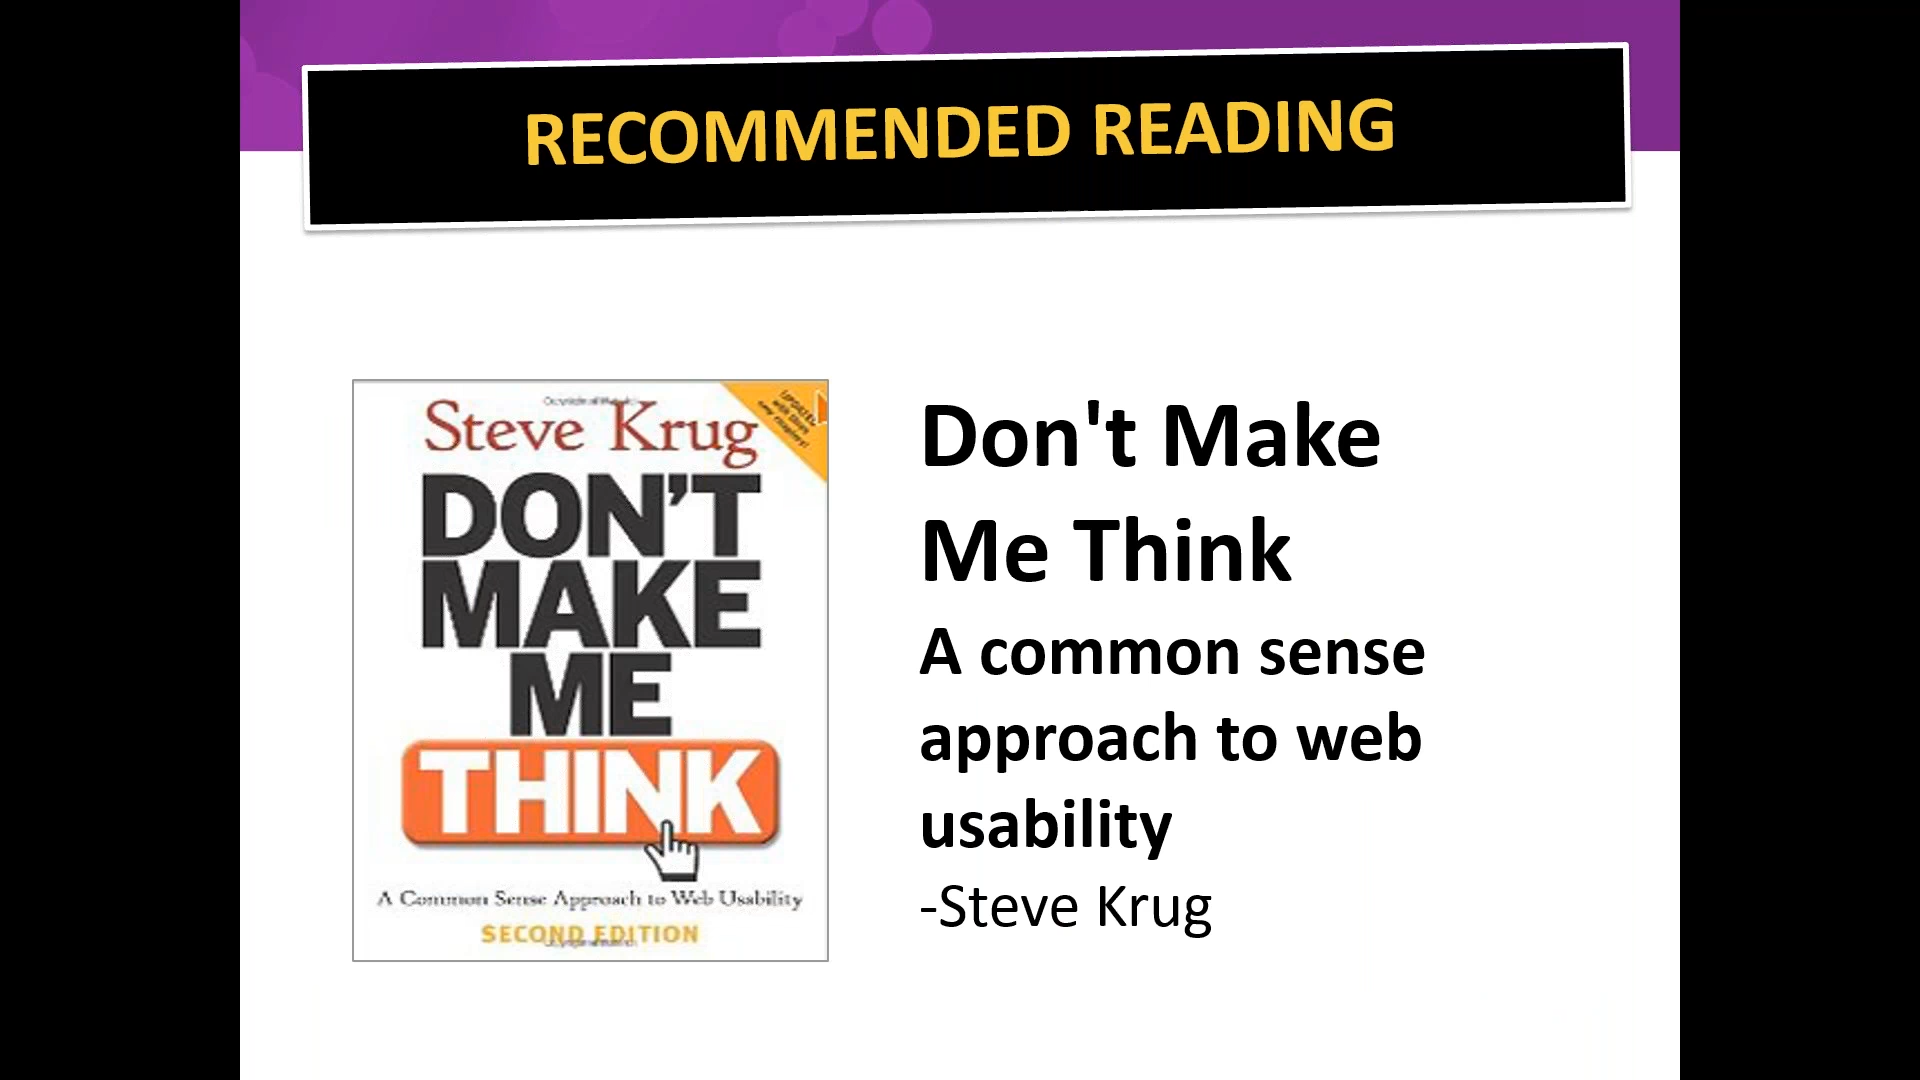 RECOMMENDED READING
Steve Krug
DON'T
MAKE
ME
THINK
A Common Sense Approach to Web Usability
SECOND EDITION
Don't Make
Me Think
A common sense
approach to web
usability
-Steve Krug